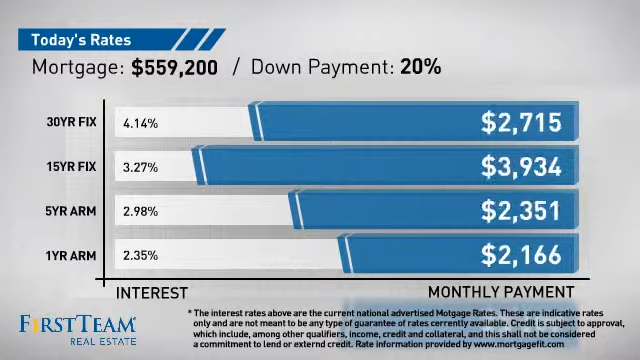 Today's Rates
Mortgage: $559,200 / Down Payment: 20%
30YR FIX 4.14% $2,715
15YR FIX 3.27% $3,934
5YR ARM 2.98% $2,351
1YR ARM 2.35% $2,166
INTEREST MONTHLY PAYMENT
* The interest rates above are the current national advertised Motgage Rates. These are indicative rates
only and are not meant to be any type of guarantee of rates cerrently available. Credit is subject to approval,
which include, among other qualifiers, income, credit and collateral, and this shall not be considered
a commitment to lend or externd credit. Rate information provided by www.mortgagefit.com
FIRSTTEAM®
REAL ESTATE